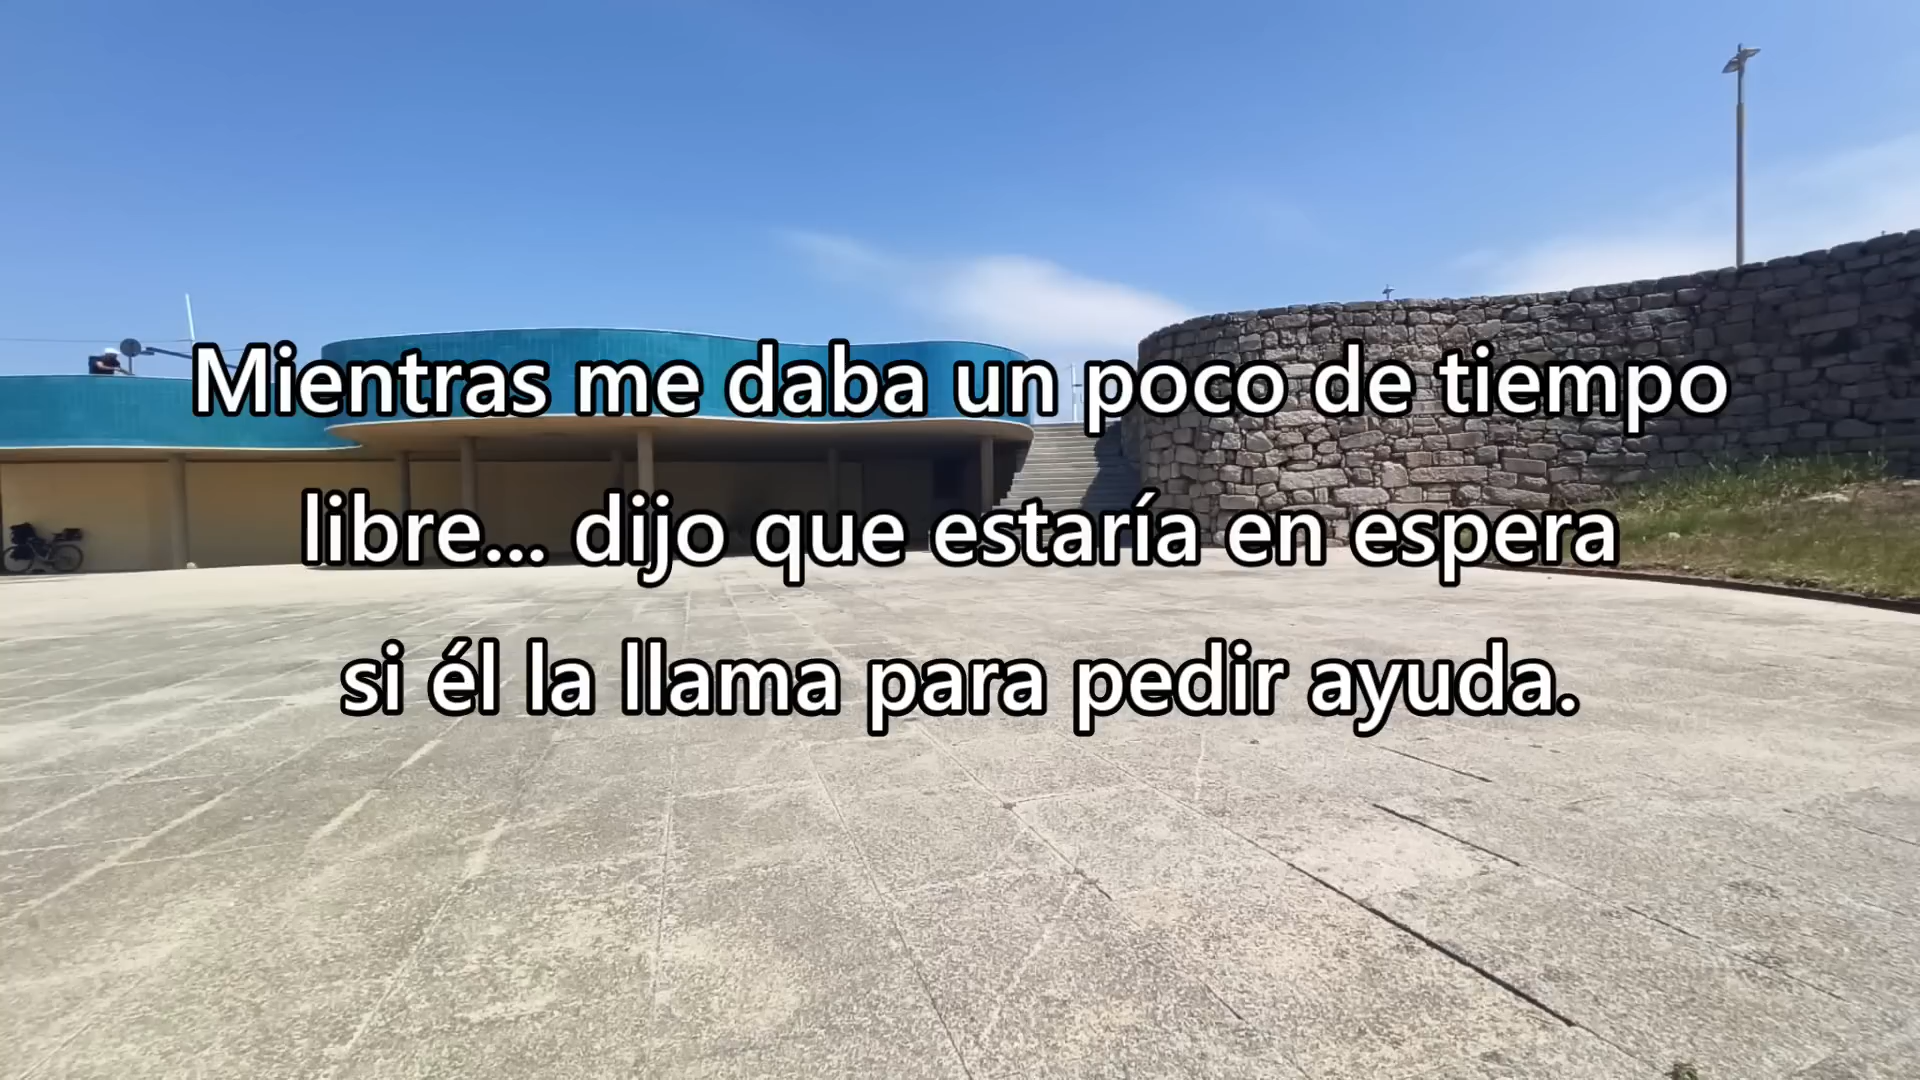 Mientras me daba un poco de tiempo
libre... dijo que estaría en espera
si él la llama para pedir ayuda.